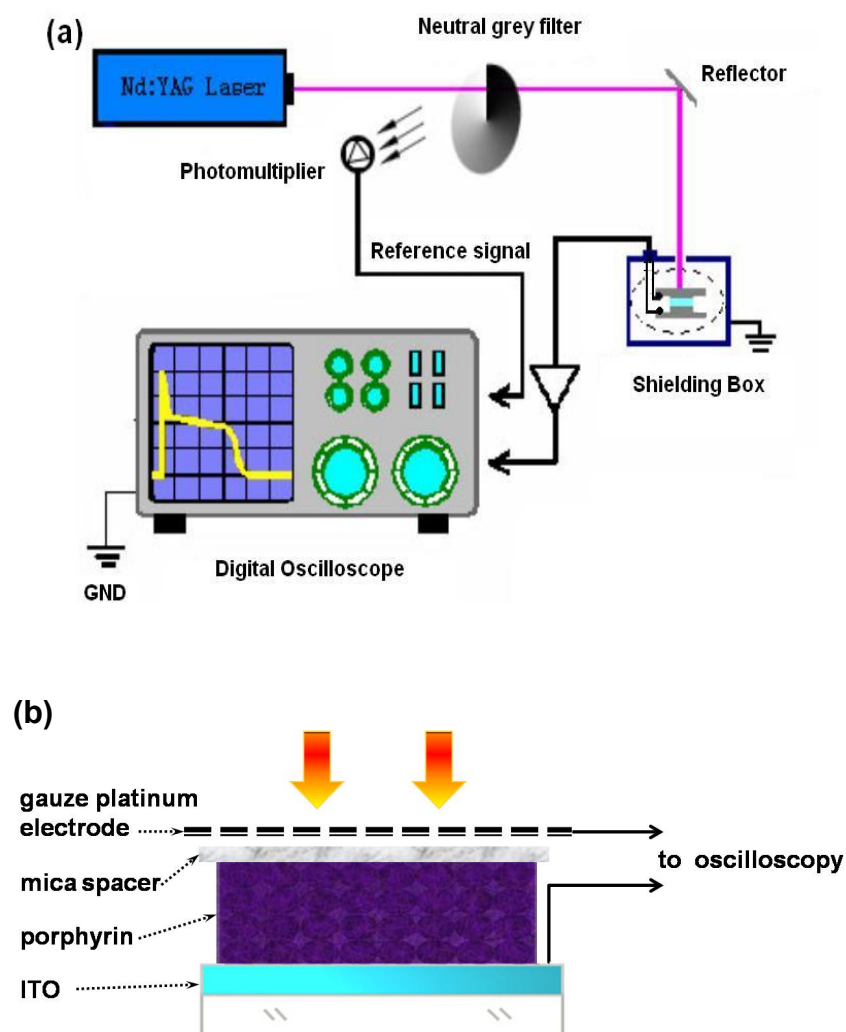 (a)
Neutral grey filter
Nd:YAG Laser
Reflector
Photomultiplier
Reference signal
Shielding Box
Digital Oscilloscope
GND
(b)
gauze platinum
electrode
to oscilloscopy
mica spacer
porphyrin
ITO